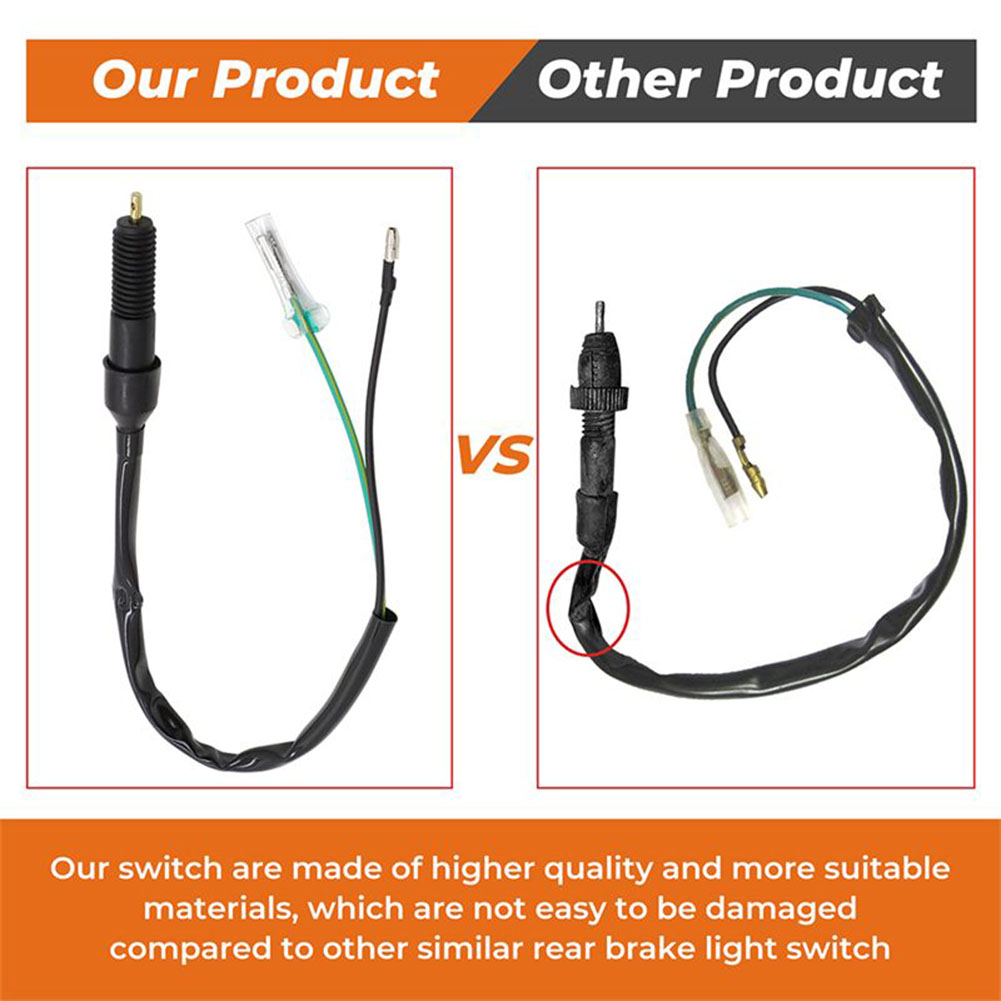 Our Product
Other Product
VS
Our switch are made of higher quality and more suitable
materials, which are not easy to be damaged
compared to other similar rear brake light switch